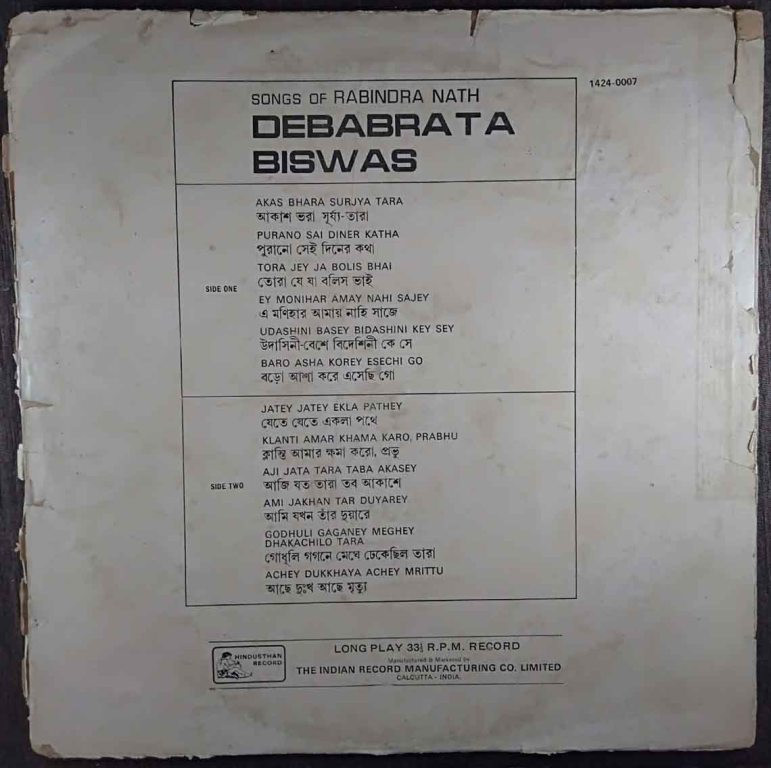 1424-0007
SONGS OF RABINDRA NATH
DEBABRATA
BISWAS
SIDE ONE
AKAS BHARA SURJYA TARA
আকাশ ভরা সূর্য্য-তারা
PURANO SAI DINER KATHA
পুরানো সেই দিনের কথা
TORA JEY JA BOLIS BHAI
তোরা যে যা বলিস ভাই
EY MONIHAR AMAY NAHI SAJEY
এ মণিহার আমায় নাহি সাজে
UDASHINI BASEY BIDASHINI KEY SEY
উদাসিনী-বেশে বিদেশিনী কে সে
BARO ASHA KOREY ESECHI GO
বড়ো আশা করে এসেছি গো
SIDE TWO
JATEY JATEY EKLA PATHEY
যেতে যেতে একলা পথে
KLANTI AMAR KHAMA KARO, PRABHU
ক্লান্তি আমার ক্ষমা করো, প্রভু
AJI JATA TARA TABA AKASEY
আজি যত তারা তব আকাশে
AMI JAKHAN TAR DUYAREY
আমি যখন তাঁর দুয়ারে
GODHULI GAGANEY MEGHEY
DHAKACHILO TARA
গোধূলি গগনে মেঘে ঢেকেছিল তারা
ACHEY DUKKHAYA ACHEY MRITTU
আছে দুঃখ আছে মৃত্যু
HINDUSTHAN
RECORD
LONG PLAY 33⅓ R.P.M. RECORD
Manufactured & Marketed by
THE INDIAN RECORD MANUFACTURING CO. LIMITED
CALCUTTA - INDIA.